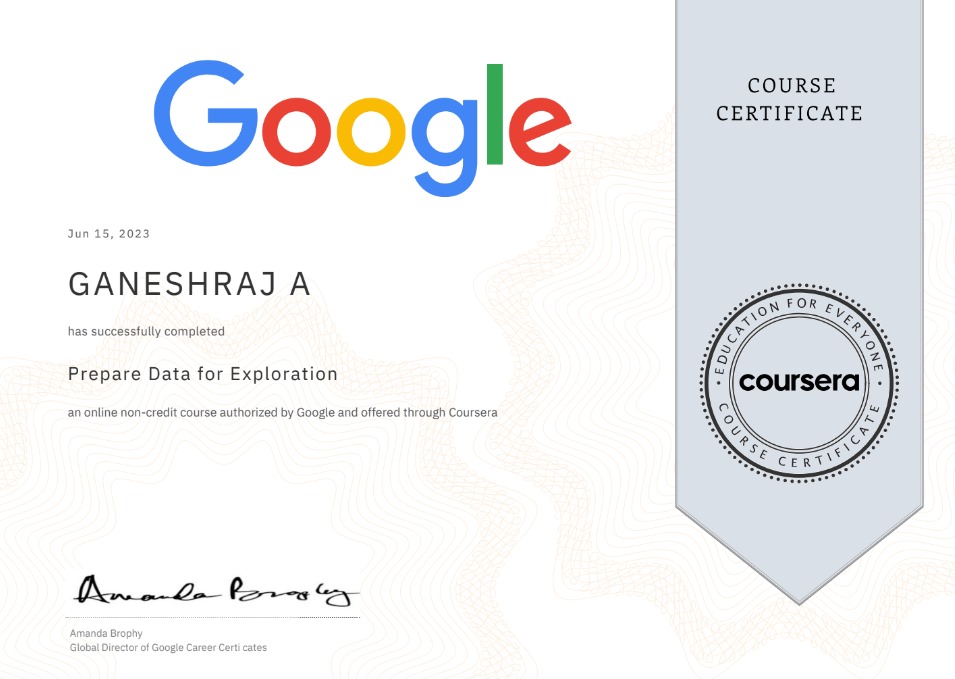 Google
COURSE
CERTIFICATE
Jun 15, 2023
GANESHRAJ A
has successfully completed
Prepare Data for Exploration
an online non-credit course authorized by Google and offered through Coursera
EDUCATION FOR EVERYONE
coursera
COURSE CERTIFICATE
Amanda Brophy
Amanda Brophy
Global Director of Google Career Certi cates